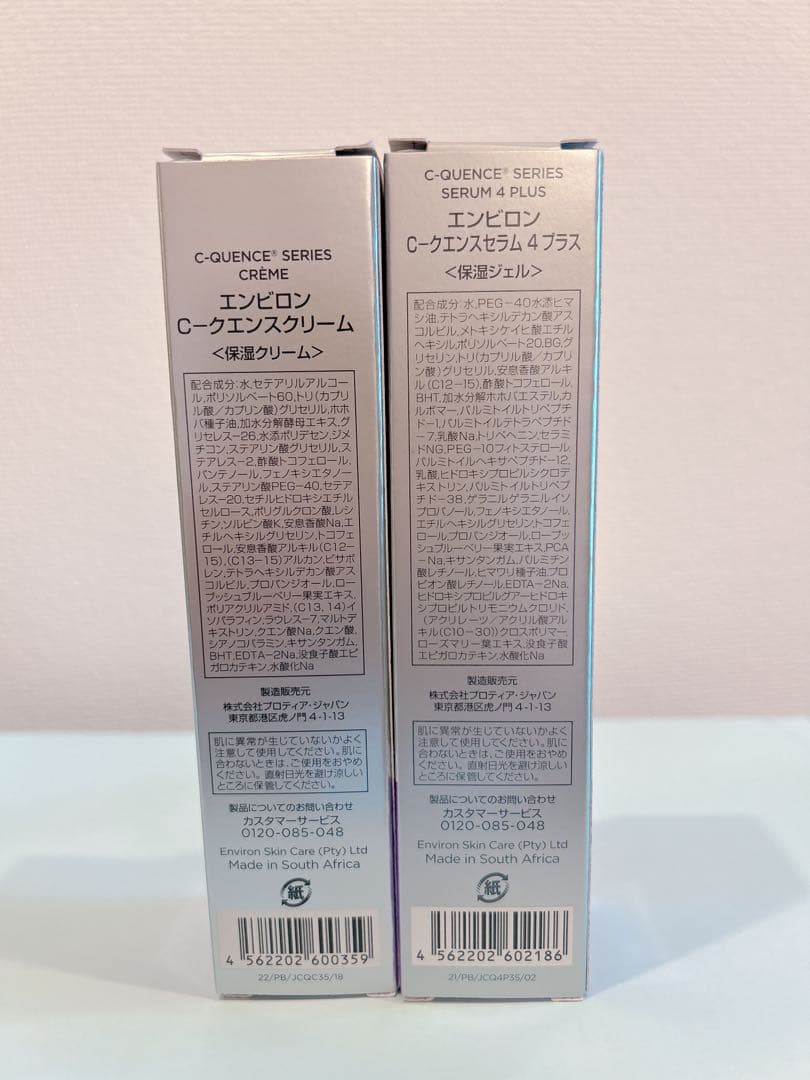 C-QUENCE® SERIES
CRÈME
エンビロン
C-クエンスクリーム
<保湿クリーム>
配合成分:水,セテアリルアルコー
ル,ポリソルベート60,トリ(カプリ
ル酸/カプリン酸)グリセリル,ホホ
バ種子油,加水分解酵母エキス,グ
リセレス-26,水添ポリデセン,ジメ
チコン,ステアリン酸グリセリル,ス
テアレス-2,酢酸トコフェロール,
パンテノール,フェノキシエタノー
ル,ステアリン酸PEG-40,セテア
レス-20,セチルヒドロキシエチル
セルロース,ポリグルクロン酸,レシ
チン,ソルビン酸K,安息香酸Na,エ
チルヘキシルグリセリン,トコフェ
ロール,安息香酸アルキル(C12-
15),(C13-15)アルカン,ビサボ
レン,テトラヘキシルデカン酸アス
コルビル,プロパンジオール,ロー
ブッシュブルーベリー果実エキス,
ポリアクリルアミド,(C13,14)イ
ソパラフィン,ラウレス-7,マルトデ
キストリン,クエン酸Na,クエン酸,
シアノコバラミン,キサンタンガム,
BHT,EDTA-2Na,没食子酸エピ
ガロカテキン,水酸化Na
製造販売元
株式会社プロティア・ジャパン
東京都港区虎ノ門 4-1-13
肌に異常が生じていないかよく
注意して使用してください。肌に
合わないときは、ご使用をおやめ
ください。直射日光を避け涼しい
ところに保管してください。
製品についてのお問い合わせ
カスタマーサービス
0120-085-048
Environ Skin Care (Pty) Ltd
Made in South Africa
紙
4 562202 600359
22/PB/JCQC35/18
C-QUENCE® SERIES
SERUM 4 PLUS
エンビロン
C-クエンスセラム 4 プラス
<保湿ジェル>
配合成分:水,PEG-40水添ヒマ
シ油,テトラヘキシルデカン酸アス
コルビル,メトキシケイヒ酸エチル
ヘキシル,ポリソルベート20,BG,グ
リセリン,トリ(カプリル酸/カプリ
ン酸)グリセリル,安息香酸アルキ
ル(C12-15),酢酸トコフェロール,
BHT,加水分解ホホバエステル,カ
ルボマー,パルミトイルトリペプチ
ド-1,パルミトイルテトラペプチド
-7,乳酸Na,トリベヘニン,セラミ
ドNG,PEG-10フィトステロール,
パルミトイルヘキサペプチド-12,
乳酸,ヒドロキシプロピルシクロデ
キストリン,パルミトイルトリペプ
チド-38,ゲラニルゲラニルイソ
プロパノール,フェノキシエタノール,
エチルヘキシルグリセリン,トコフェ
ロール,プロパンジオール,ローブッ
シュブルーベリー果実エキス,PCA
-Na,キサンタンガム,パルミチン
酸レチノール,ヒマワリ種子油,プロ
ピオン酸レチノール,EDTA-2Na,
ヒドロキシプロピルグアーヒドロキ
シプロピルトリモニウムクロリド,
(アクリレーツ/アクリル酸アル
キル(C10-30))クロスポリマー,
ローズマリー葉エキス,没食子酸
エピガロカテキン,水酸化Na
製造販売元
株式会社プロティア・ジャパン
東京都港区虎ノ門 4-1-13
肌に異常が生じていないかよく
注意して使用してください。肌に
合わないときは、ご使用をおやめ
ください。直射日光を避け涼しい
ところに保管してください。
製品についてのお問い合わせ
カスタマーサービス
0120-085-048
Environ Skin Care (Pty) Ltd
Made in South Africa
紙
4 562202 602186
21/PB/JCQ4P35/02